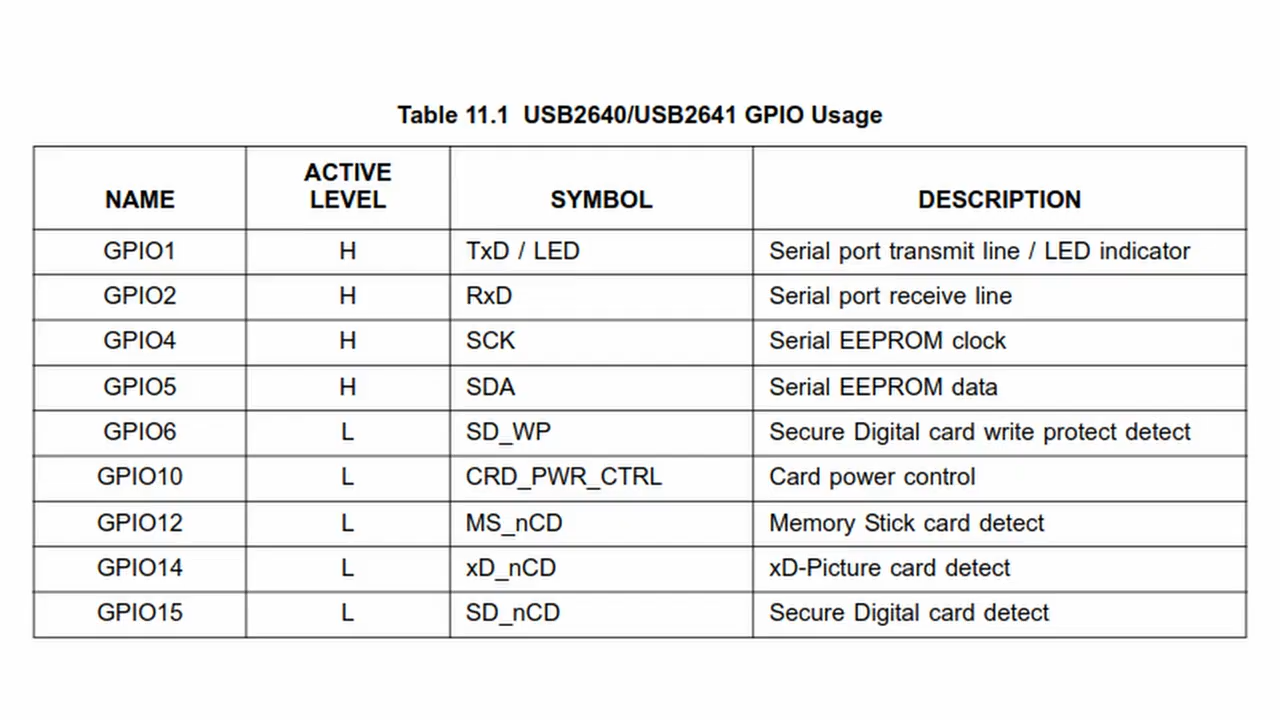 Table 11.1 USB2640/USB2641 GPIO Usage
NAME ACTIVE LEVEL SYMBOL DESCRIPTION
GPIO1 H TxD / LED Serial port transmit line / LED indicator
GPIO2 H RxD Serial port receive line
GPIO4 H SCK Serial EEPROM clock
GPIO5 H SDA Serial EEPROM data
GPIO6 L SD_WP Secure Digital card write protect detect
GPIO10 L CRD_PWR_CTRL Card power control
GPIO12 L MS_nCD Memory Stick card detect
GPIO14 L xD_nCD xD-Picture card detect
GPIO15 L SD_nCD Secure Digital card detect